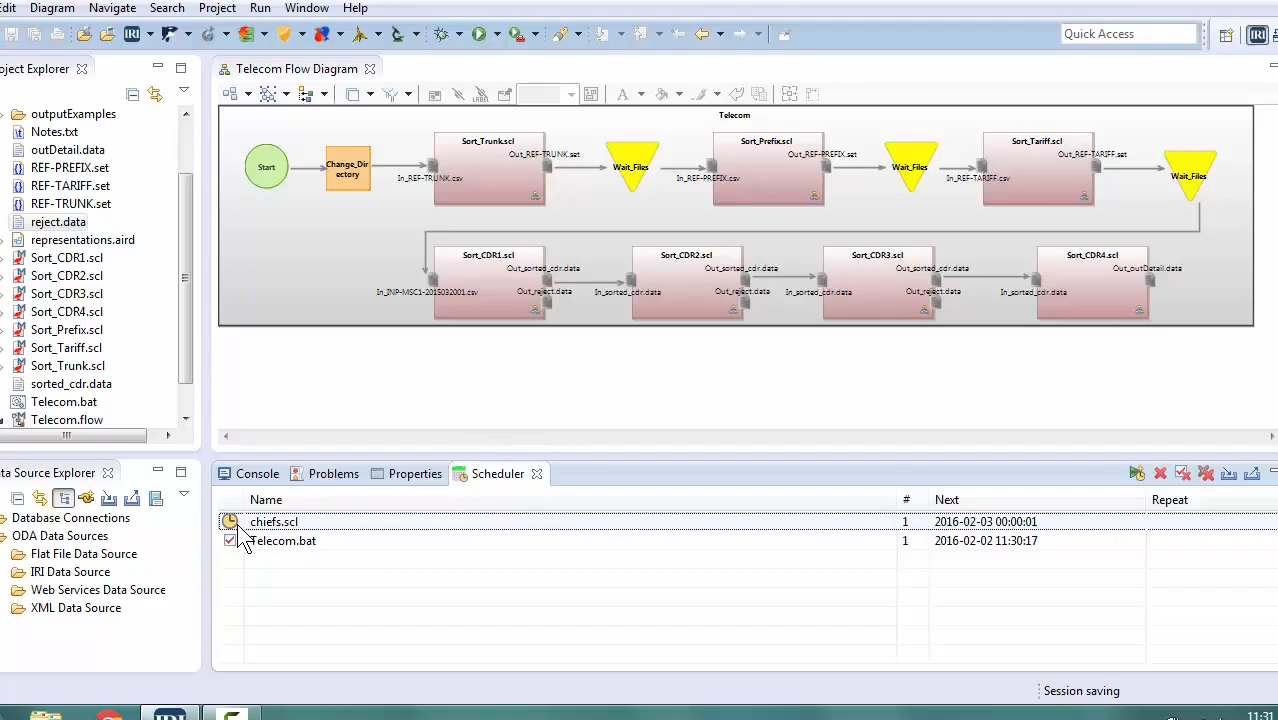 Edit Diagram Navigate Search Project Run Window Help
Quick Access
IRI
Project Explorer
Telecom Flow Diagram
outputExamples
Notes.txt
outDetail.data
REF-PREFIX.set
REF-TARIFF.set
REF-TRUNK.set
reject.data
representations.aird
Sort_CDR1.scl
Sort_CDR2.scl
Sort_CDR3.scl
Sort_CDR4.scl
Sort_Prefix.scl
Sort_Tariff.scl
Sort_Trunk.scl
sorted_cdr.data
Telecom.bat
Telecom.flow
Telecom
Start
Change_Dir
ectory
Sort_Trunk.scl
Out_REF-TRUNK.set
In_REF-TRUNK.csv
Wait_Files
Sort_Prefix.scl
Out_REF-PREFIX.set
In_REF-PREFIX.csv
Wait_Files
Sort_Tariff.scl
Out_REF-TARIFF.set
In_REF-TARIFF.csv
Wait_Files
Sort_CDR1.scl
Out_sorted_cdr.data
In_INP-MSC1-2015032001.csv
Out_reject.data
Sort_CDR2.scl
Out_sorted_cdr.data
In_sorted_cdr.data
Out_reject.data
Sort_CDR3.scl
Out_sorted_cdr.data
In_sorted_cdr.data
Out_reject.data
Sort_CDR4.scl
Out_outDetail.data
In_sorted_cdr.data
Data Source Explorer
Database Connections
ODA Data Sources
Flat File Data Source
IRI Data Source
Web Services Data Source
XML Data Source
Console Problems Properties Scheduler
Name # Next Repeat
chiefs.scl 1 2016-02-03 00:00:01
Telecom.bat 1 2016-02-02 11:30:17
Session saving
11:31